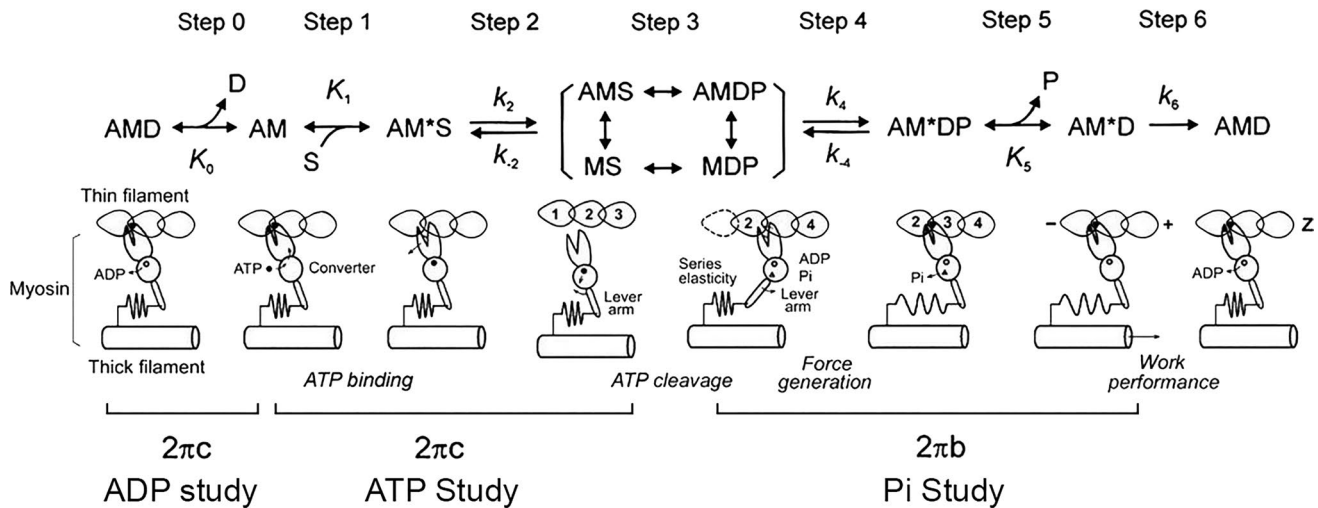 Step 0 Step 1 Step 2 Step 3 Step 4 Step 5 Step 6
D K1 k2 AMS AMDP k4 P k6
AMD AM AM*S AM*DP AM*D AMD
K0 S k-2 MS MDP k-4 K5
Thin filament
1 2 3 2 4 2 3 4 - + Z
Myosin
ADP ATP Converter Series elasticity ADP Pi Pi ADP
Lever arm Lever arm
Thick filament
ATP binding ATP cleavage Force generation Work performance
2πc 2πc 2πb
ADP study ATP Study Pi Study